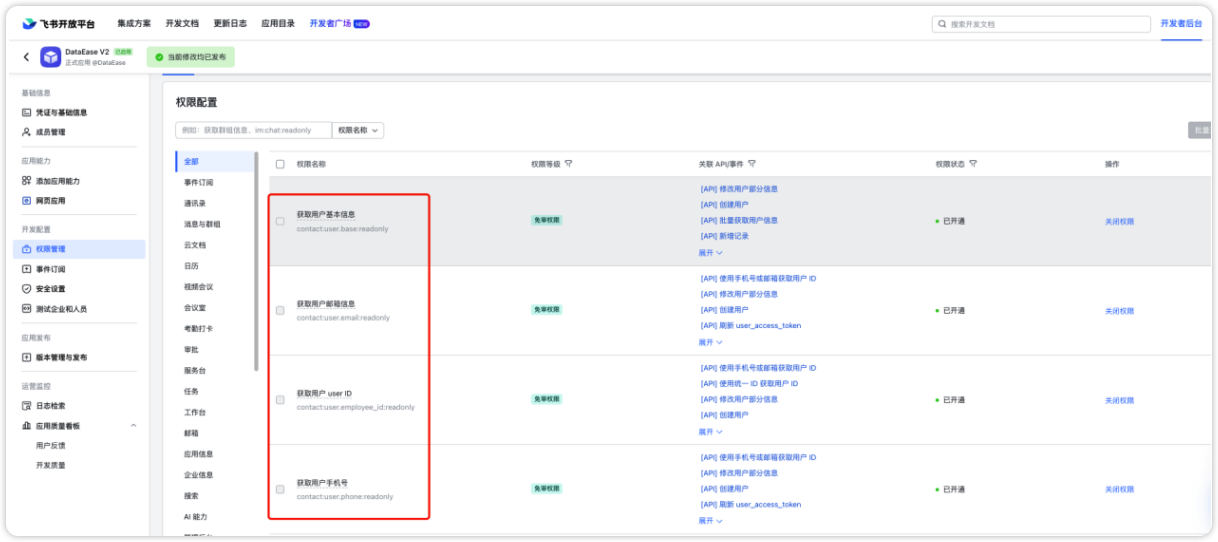 飞书开放平台 集成方案 开发文档 更新日志 应用目录 开发者广场 NEW 搜索开发文档 开发者后台
DataEase V2 已启用
正式应用 @DataEase
当前修改均已发布
基础信息
凭证与基础信息
成员管理
应用能力
添加应用能力
网页应用
开发配置
权限管理
事件订阅
安全设置
测试企业和人员
应用发布
版本管理与发布
运营监控
日志检索
应用质量看板
用户反馈
开发质量
权限配置
例如：获取群组信息、im:chat:readonly 权限名称
批量
全部
事件订阅
通讯录
消息与群组
云文档
日历
视频会议
会议室
考勤打卡
审批
服务台
任务
工作台
邮箱
应用信息
企业信息
搜索
AI 能力
权限名称 权限等级 关联 API/事件 权限状态 操作
获取用户基本信息
contact:user.base:readonly
免审权限
[API] 修改用户部分信息
[API] 创建用户
[API] 批量获取用户信息
[API] 新增记录
展开
已开通
关闭权限
获取用户邮箱信息
contact:user.email:readonly
免审权限
[API] 使用手机号或邮箱获取用户 ID
[API] 修改用户部分信息
[API] 创建用户
[API] 刷新 user_access_token
展开
已开通
关闭权限
获取用户 user ID
contact:user.employee_id:readonly
免审权限
[API] 使用手机号或邮箱获取用户 ID
[API] 使用统一 ID 获取用户 ID
[API] 修改用户部分信息
[API] 创建用户
展开
已开通
关闭权限
获取用户手机号
contact:user.phone:readonly
免审权限
[API] 使用手机号或邮箱获取用户 ID
[API] 修改用户部分信息
[API] 创建用户
[API] 刷新 user_access_token
展开
已开通
关闭权限